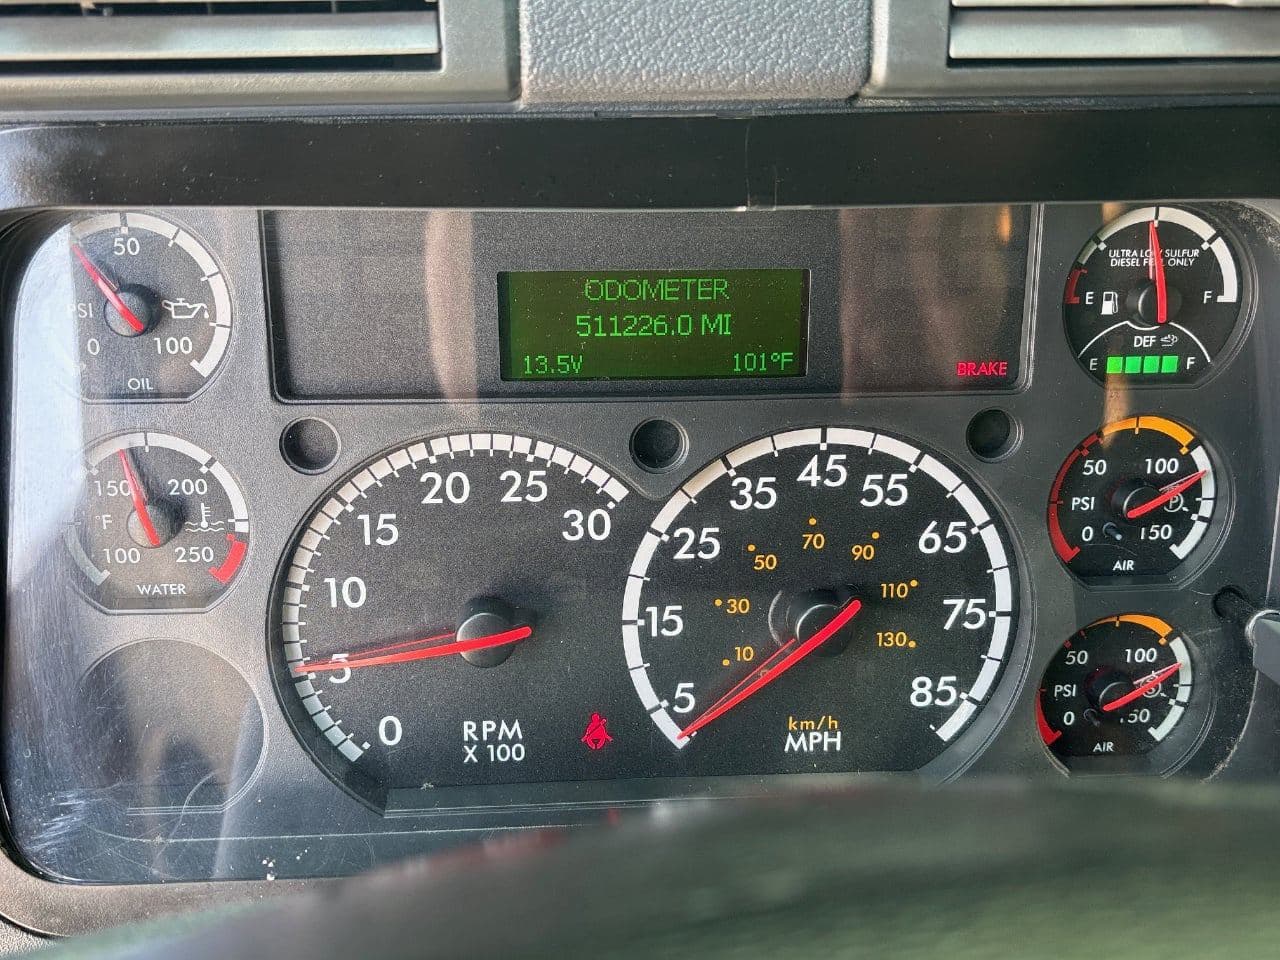 50
PSI
0
100
OIL
ODOMETER
511226.0 MI
13.5V
101°F
BRAKE
ULTRA LOW SULFUR
DIESEL FUEL ONLY
E
F
DEF
E
F
150
200
°F
100
250
WATER
0
5
10
15
20
25
30
RPM
X 100
5
15
25
35
45
55
65
75
85
10
30
50
70
90
110
130
km/h
MPH
50
100
PSI
P
0
150
AIR
50
100
PSI
S
0
AIR